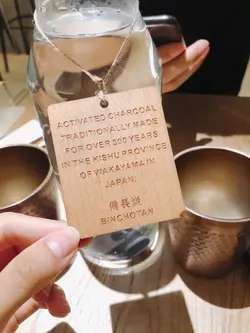 ACTIVATED CHARCOAL
TRADITIONALLY MADE
FOR OVER 300 YEARS
IN THE KISHU PROVINCE
OF WAKAYAMA IN
JAPAN.
備長炭
BINCHOTAN